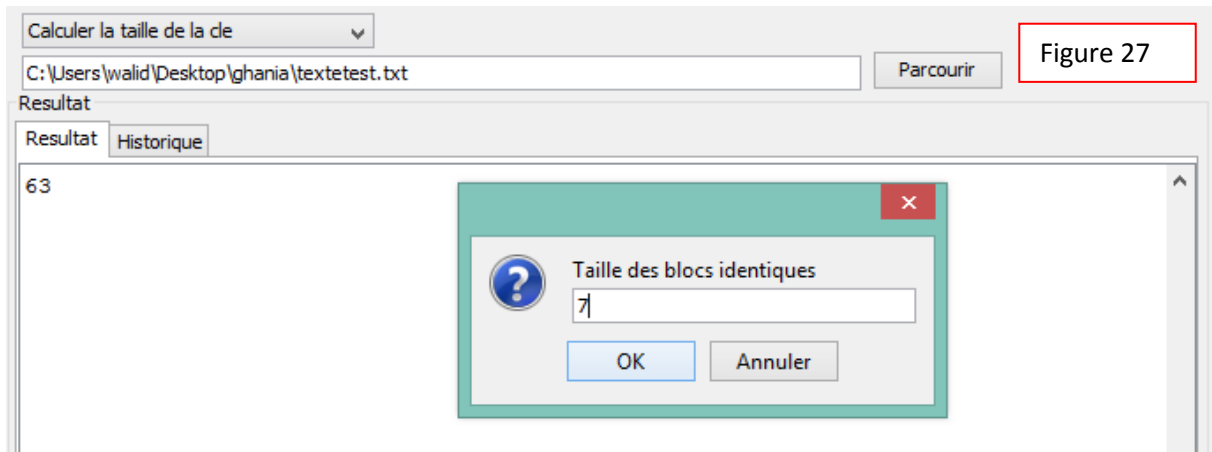 Calculer la taille de la cle
Figure 27
C:\Users\walid\Desktop\ghania\textetest.txt
Parcourir
Resultat
Resultat Historique
63
Taille des blocs identiques
7
OK Annuler